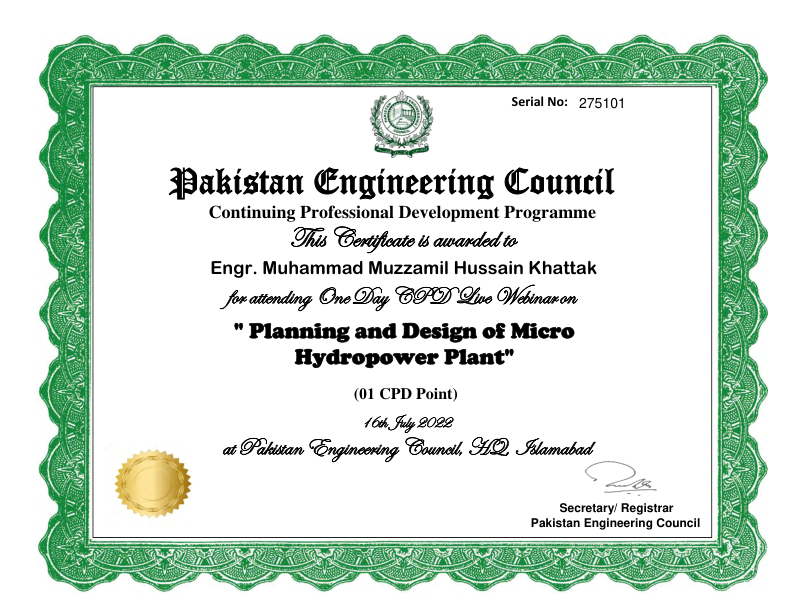 Serial No: 275101
Pakistan Engineering Council
Continuing Professional Development Programme
This Certificate is awarded to
Engr. Muhammad Muzzamil Hussain Khattak
for attending One Day CPD Live Webinar on
" Planning and Design of Micro
Hydropower Plant"
(01 CPD Point)
16th July 2022
at Pakistan Engineering Council, HQ, Islamabad
Secretary/ Registrar
Pakistan Engineering Council